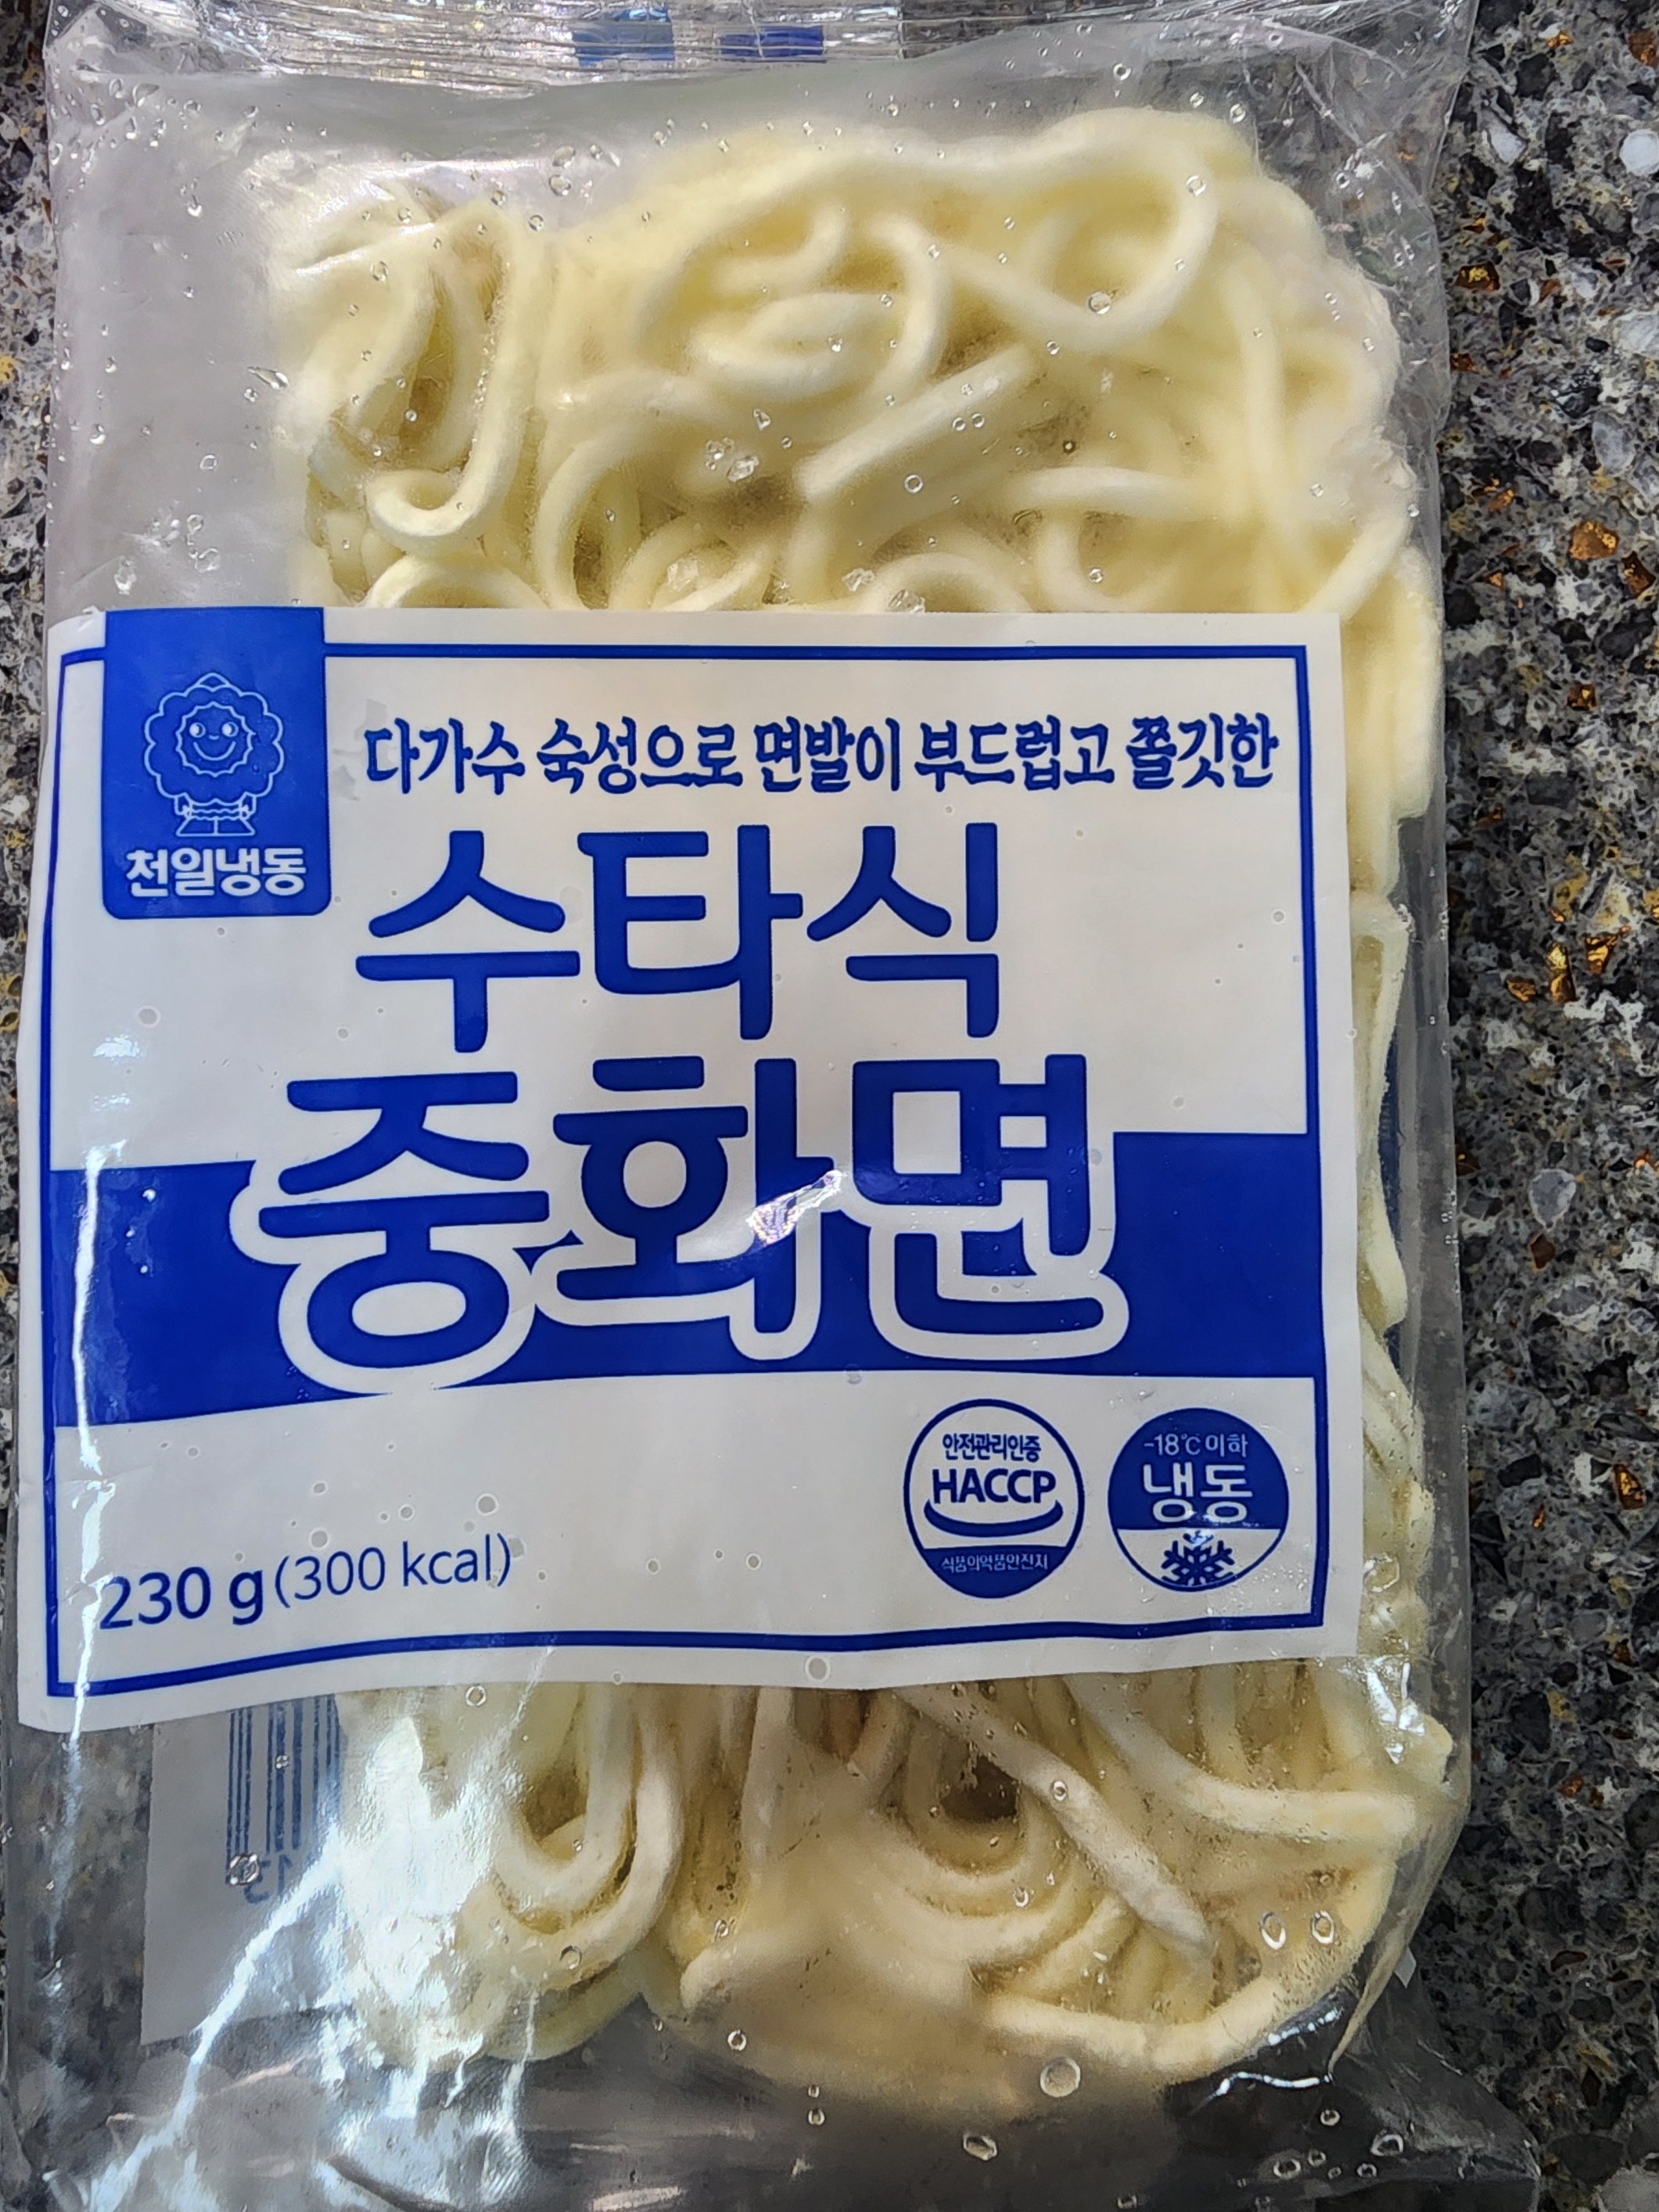 다가수 숙성으로 면발이 부드럽고 쫄깃한
천일냉동
수타식
중화면
안전관리인증
HACCP
식품의약품안전처
-18℃ 이하
냉동
230 g (300 kcal)